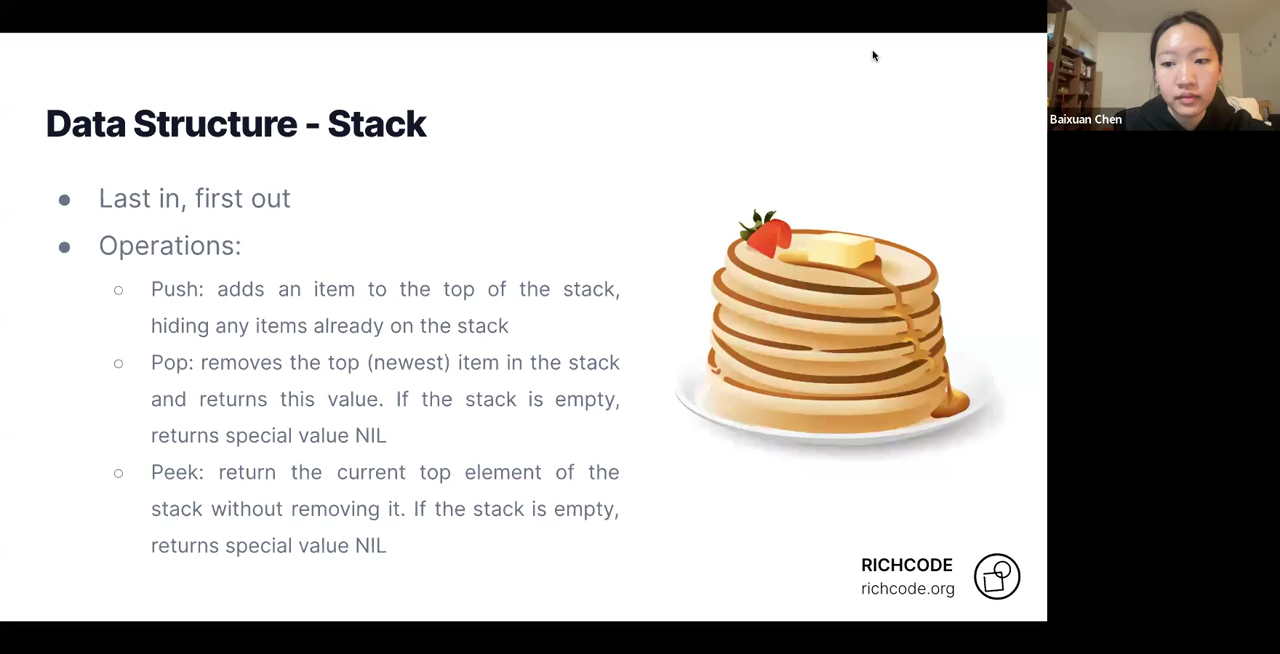 Data Structure - Stack
● Last in, first out
● Operations:
○ Push: adds an item to the top of the stack,
hiding any items already on the stack
○ Pop: removes the top (newest) item in the stack
and returns this value. If the stack is empty,
returns special value NIL
○ Peek: return the current top element of the
stack without removing it. If the stack is empty,
returns special value NIL
RICHCODE
richcode.org
Baixuan Chen